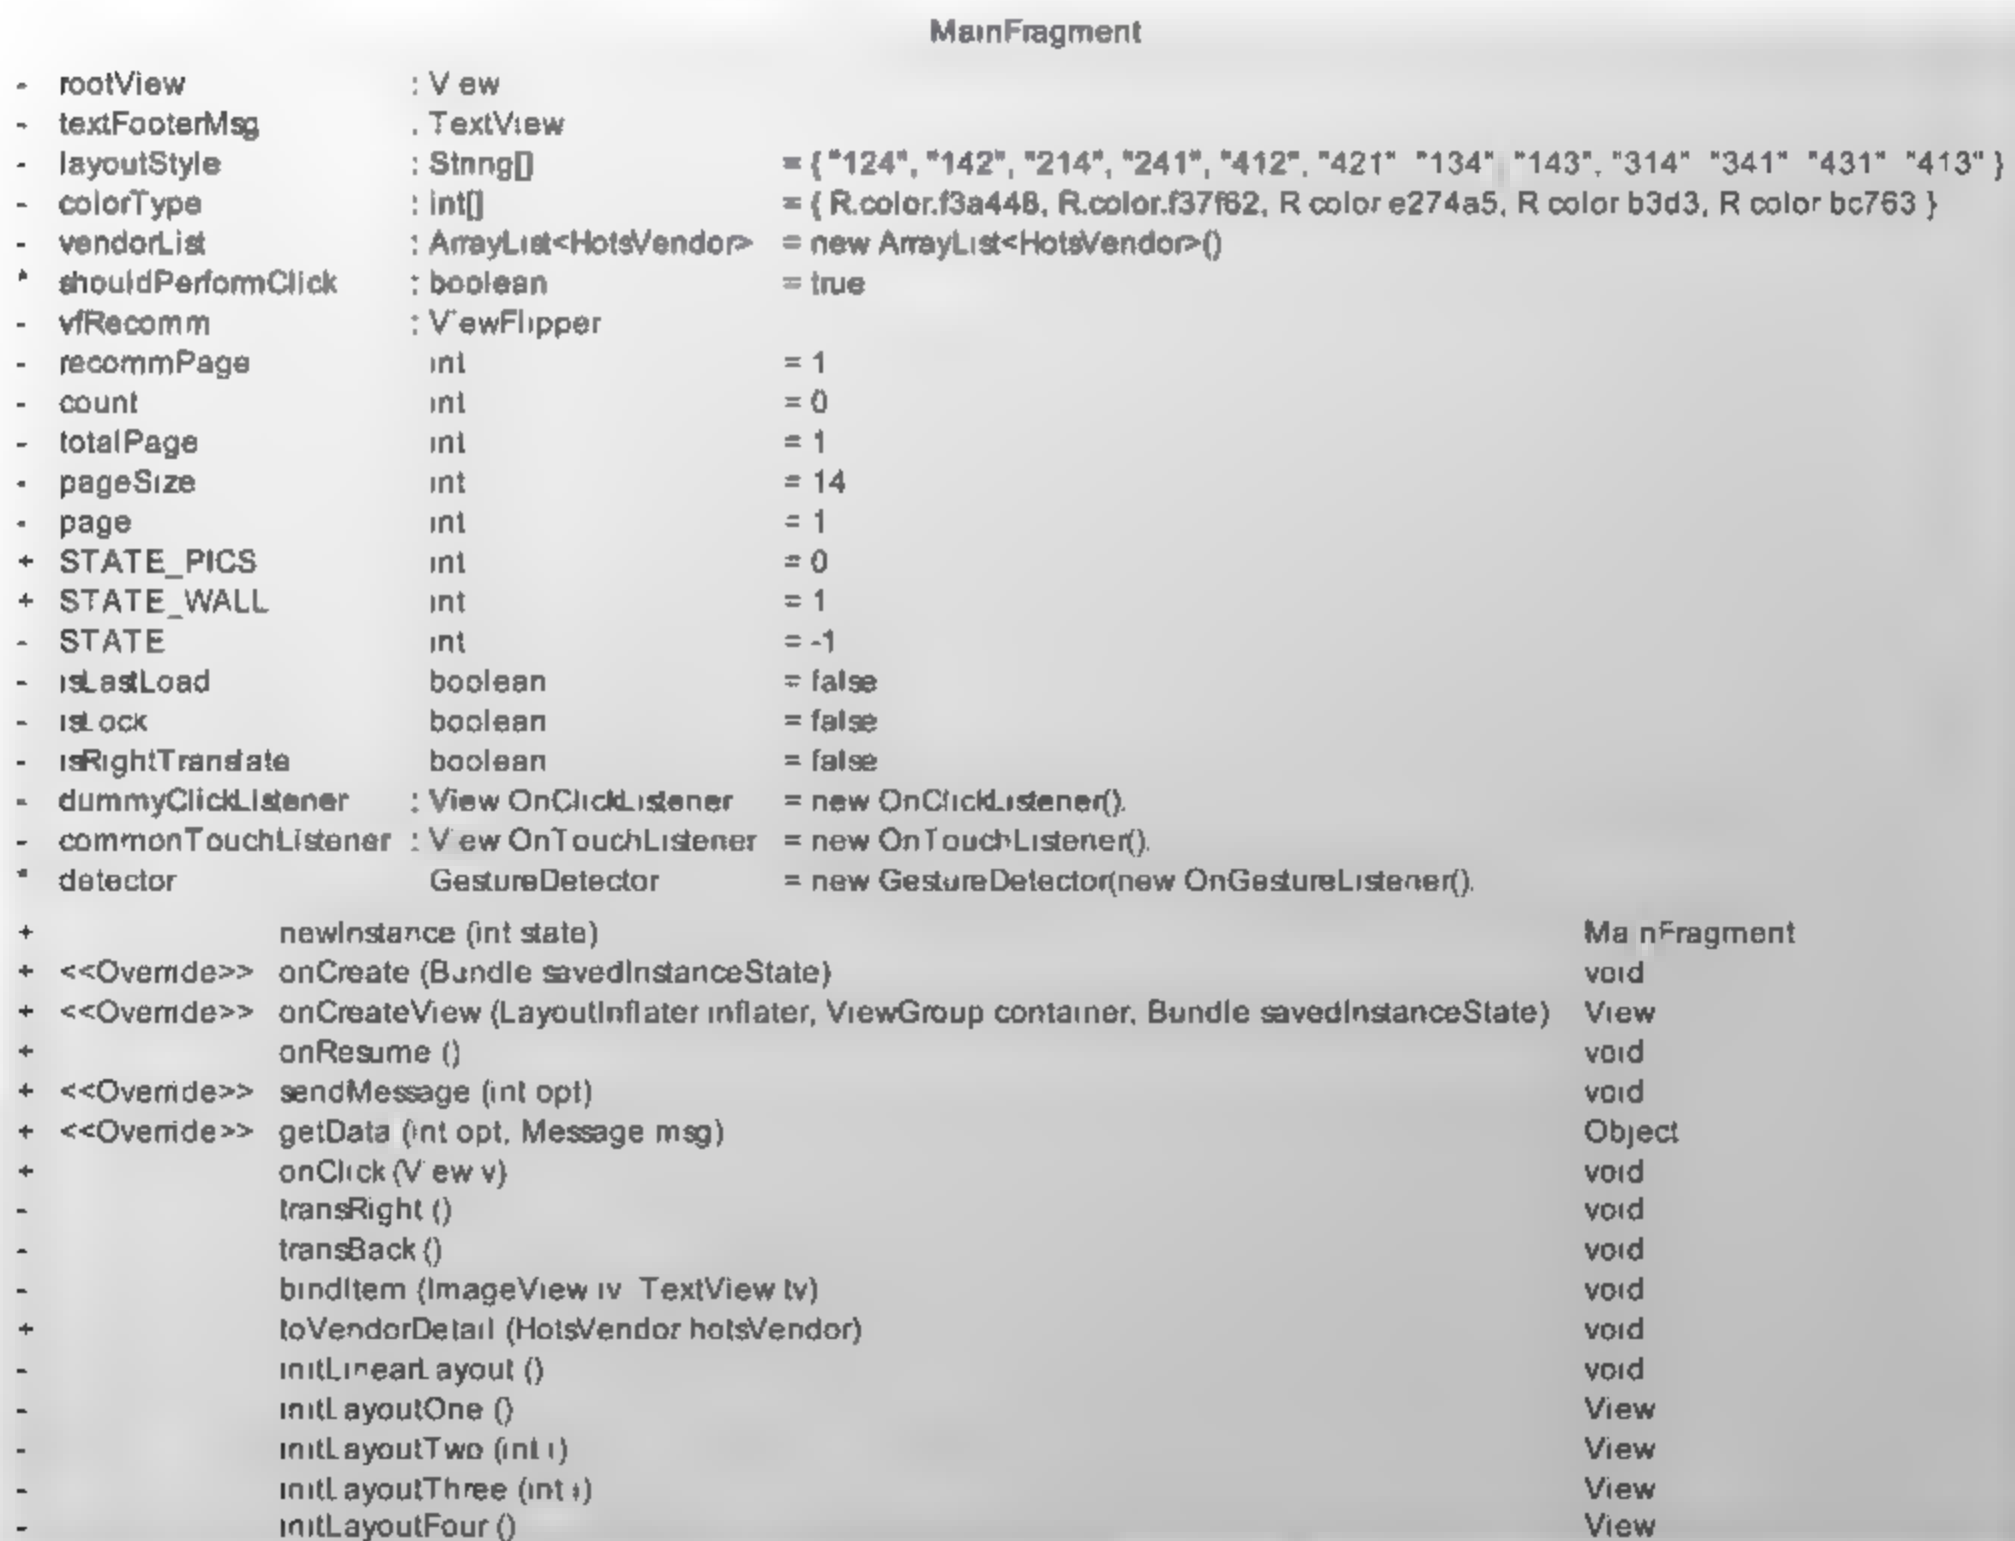 MainFragment
- rootView : View
- textFooterMsg : TextView
- layoutStyle : String[] = { "124", "142", "214", "241", "412", "421" "134" "143", "314" "341" "431" "413" }
- colorType : int[] = { R.color.f3a448, R.color.f37f62, R color e274a5, R color b3d3, R color bc763 }
- vendorList : ArrayList<HotsVendor> = new ArrayList<HotsVendor>()
* shouldPerformClick : boolean = true
- vfRecomm : ViewFlipper
- recommPage int = 1
- count int = 0
- totalPage int = 1
- pageSize int = 14
- page int = 1
+ STATE_PICS int = 0
+ STATE_WALL int = 1
- STATE int = -1
- isLastLoad boolean = false
- isLock boolean = false
- isRightTranslate boolean = false
- dummyClickListener : View OnClickListener = new OnClickListener().
- commonTouchListener : View OnTouchListener = new OnTouchListener().
* detector GestureDetector = new GestureDetector(new OnGestureListener().
+ newInstance (int state) MainFragment
+ <<Override>> onCreate (Bundle savedInstanceState) void
+ <<Override>> onCreateView (LayoutInflater inflater, ViewGroup container, Bundle savedInstanceState) View
+ onResume () void
+ <<Override>> sendMessage (int opt) void
+ <<Override>> getData (int opt, Message msg) Object
+ onClick (View v) void
- transRight () void
- transBack () void
- bindItem (ImageView iv TextView tv) void
+ toVendorDetail (HotsVendor hotsVendor) void
- initLinearLayout () void
- initLayoutOne () View
- initLayoutTwo (int i) View
- initLayoutThree (int i) View
- initLayoutFour () View